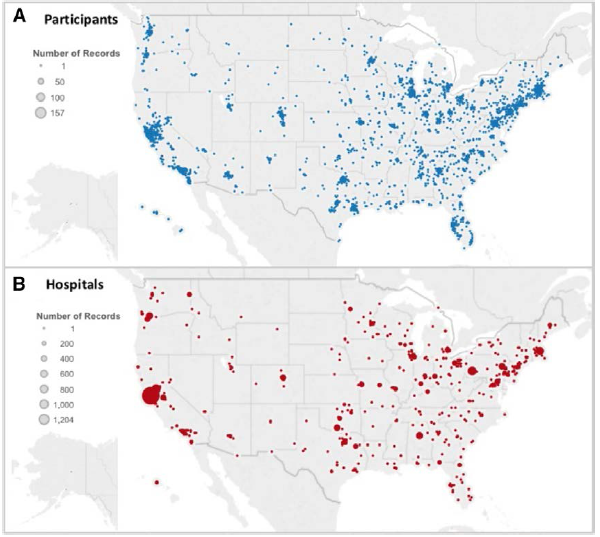 A Participants
Number of Records
1
50
100
157
B Hospitals
Number of Records
1
200
400
600
800
1,000
1,204